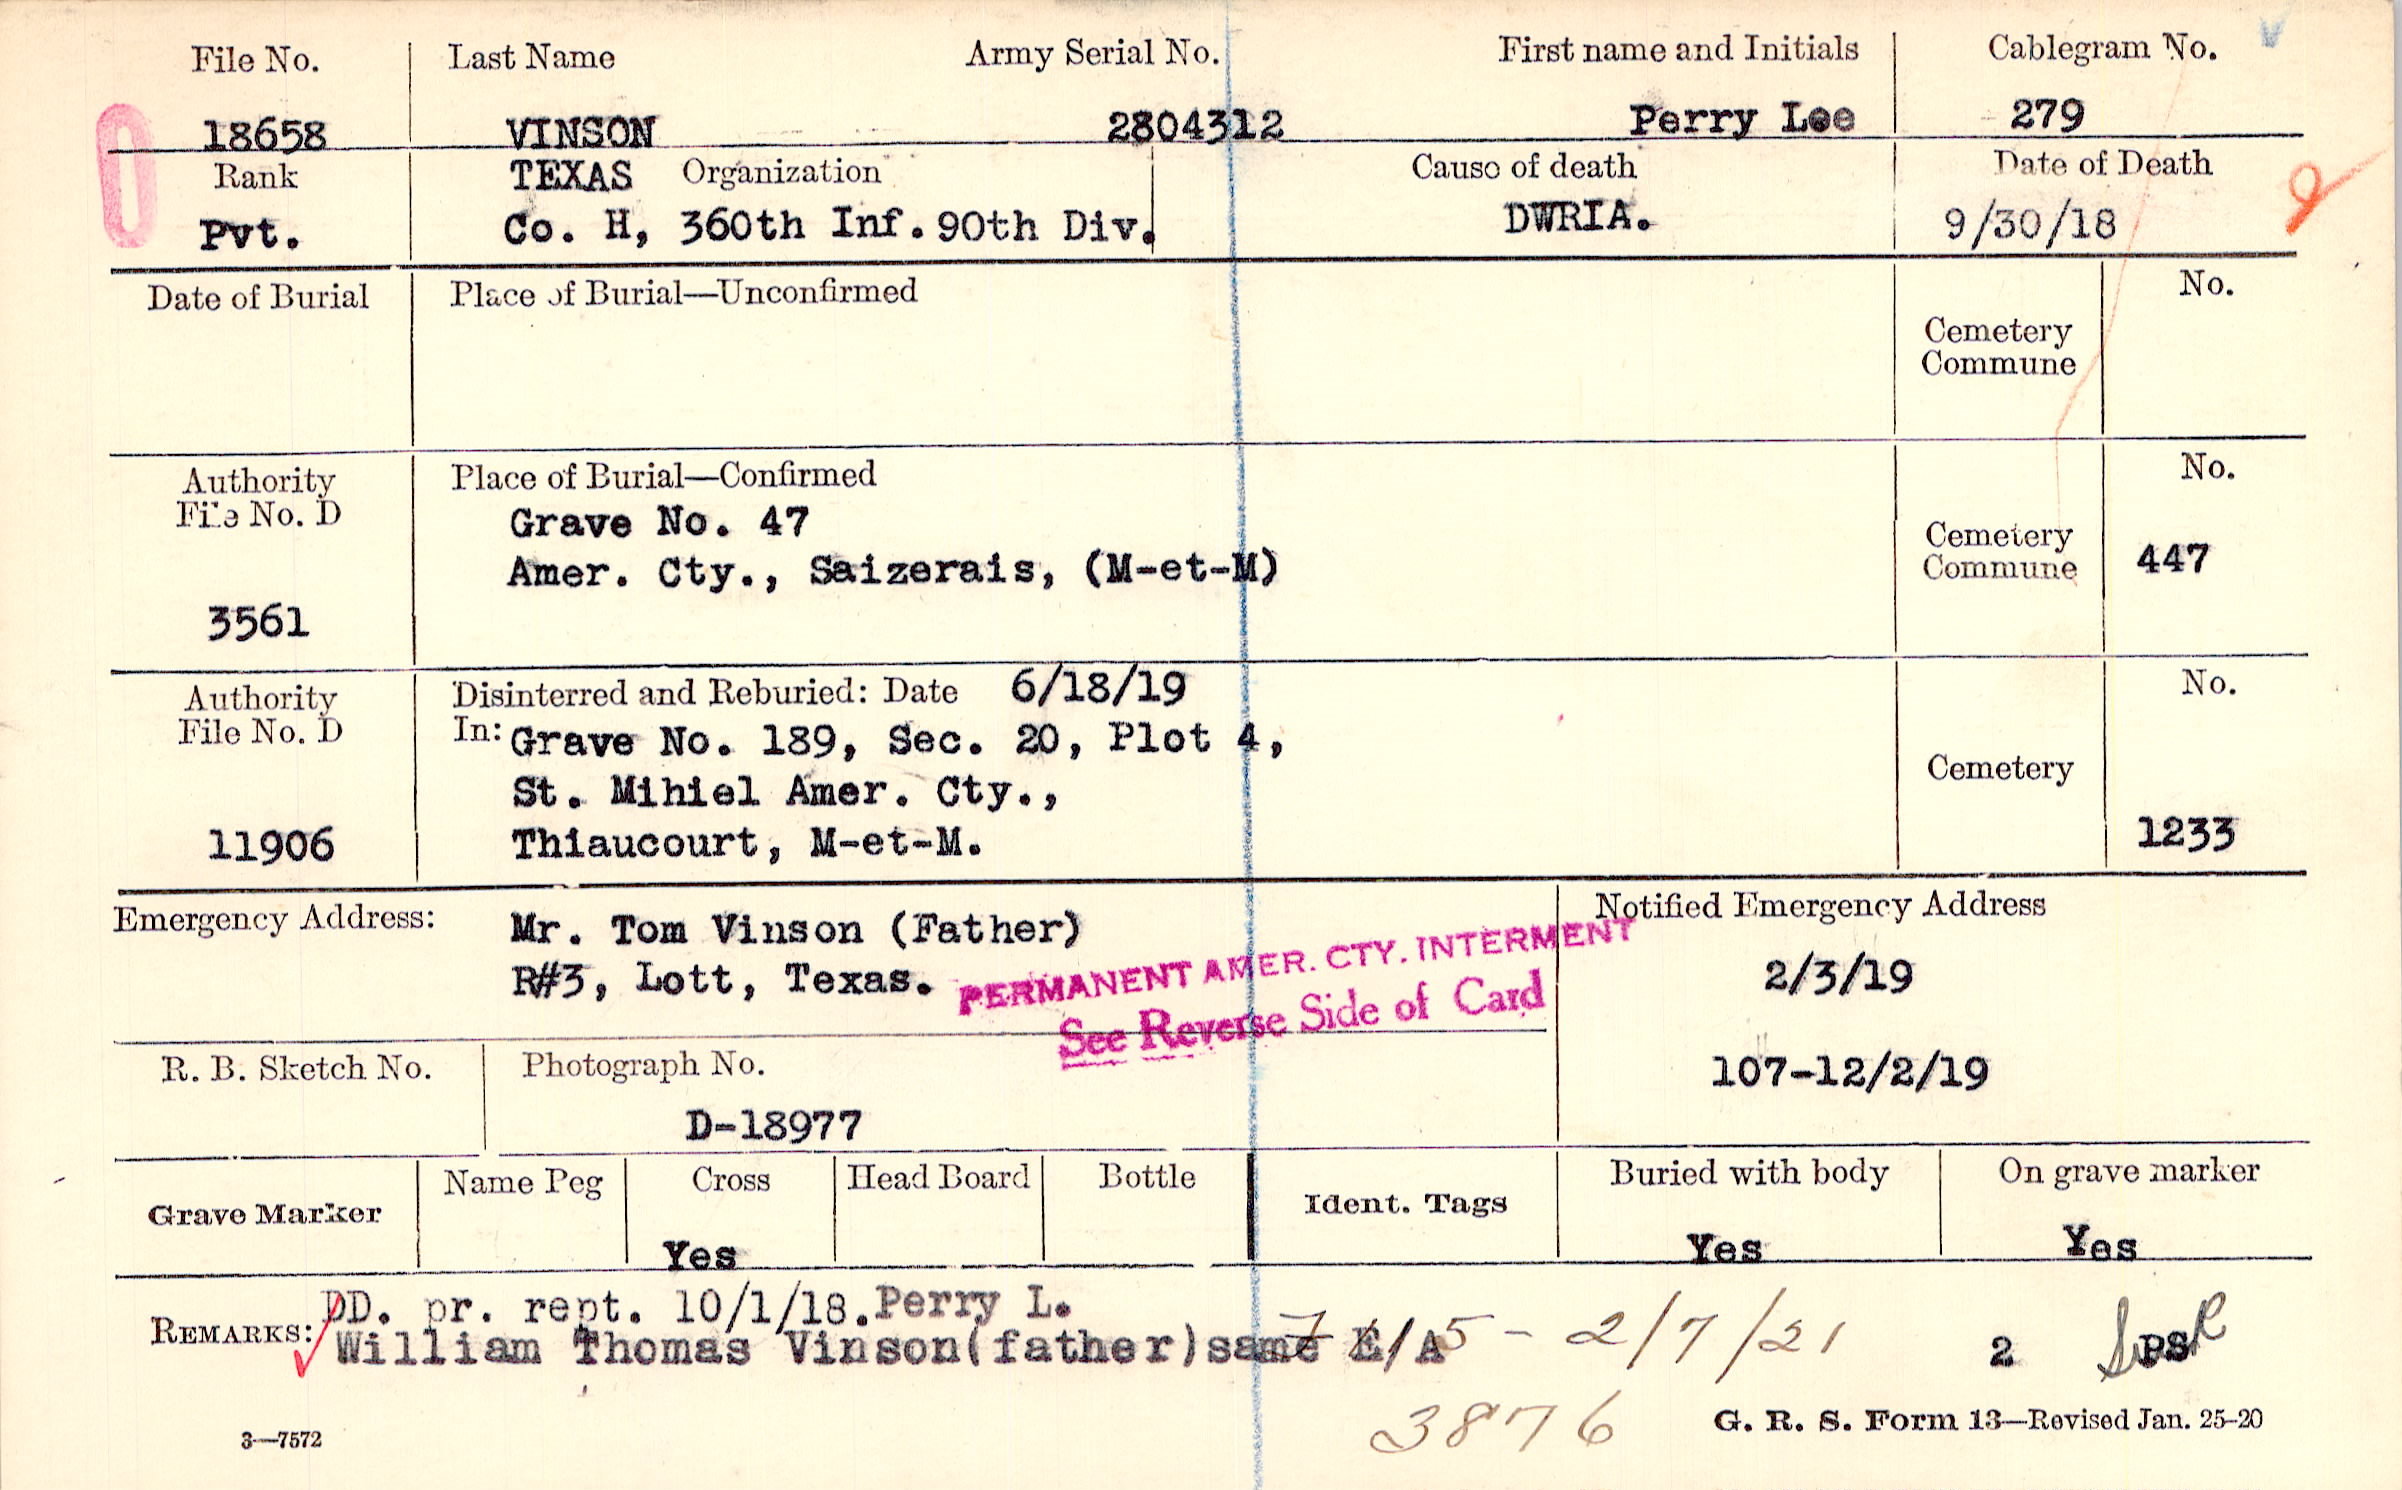 File No. Last Name Army Serial No. First name and Initials Cablegram No.
18658 VINSON 2804312 Perry Lee 279
Rank TEXAS Organization Cause of death Date of Death
Pvt. Co. H, 360th Inf. 90th Div. DWRIA. 9/30/18
Date of Burial Place of Burial—Unconfirmed No.
Cemetery
Commune
Authority Place of Burial—Confirmed No.
File No. D Grave No. 47 Cemetery
Amer. Cty., Saizerais, (M-et-M) Commune 447
3561
Authority Disinterred and Reburied: Date 6/18/19 No.
File No. D In: Grave No. 189, Sec. 20, Plot 4,
St. Mihiel Amer. Cty., Cemetery
11906 Thiaucourt, M-et-M. 1233
Emergency Address: Mr. Tom Vinson (Father) Notified Emergency Address
R#3, Lott, Texas. 2/3/19
PERMANENT AMER. CTY. INTERMENT
See Reverse Side of Card
R. B. Sketch No. Photograph No. 107-12/2/19
D-18977
Grave Marker Name Peg Cross Head Board Bottle Ident. Tags Buried with body On grave marker
Yes Yes Yes
REMARKS: DD. pr. rept. 10/1/18. Perry L.
William Thomas Vinson(father)same E/A 5 - 2/7/21 2 PS
3876
3—7572 G. R. S. Form 13—Revised Jan. 25-20